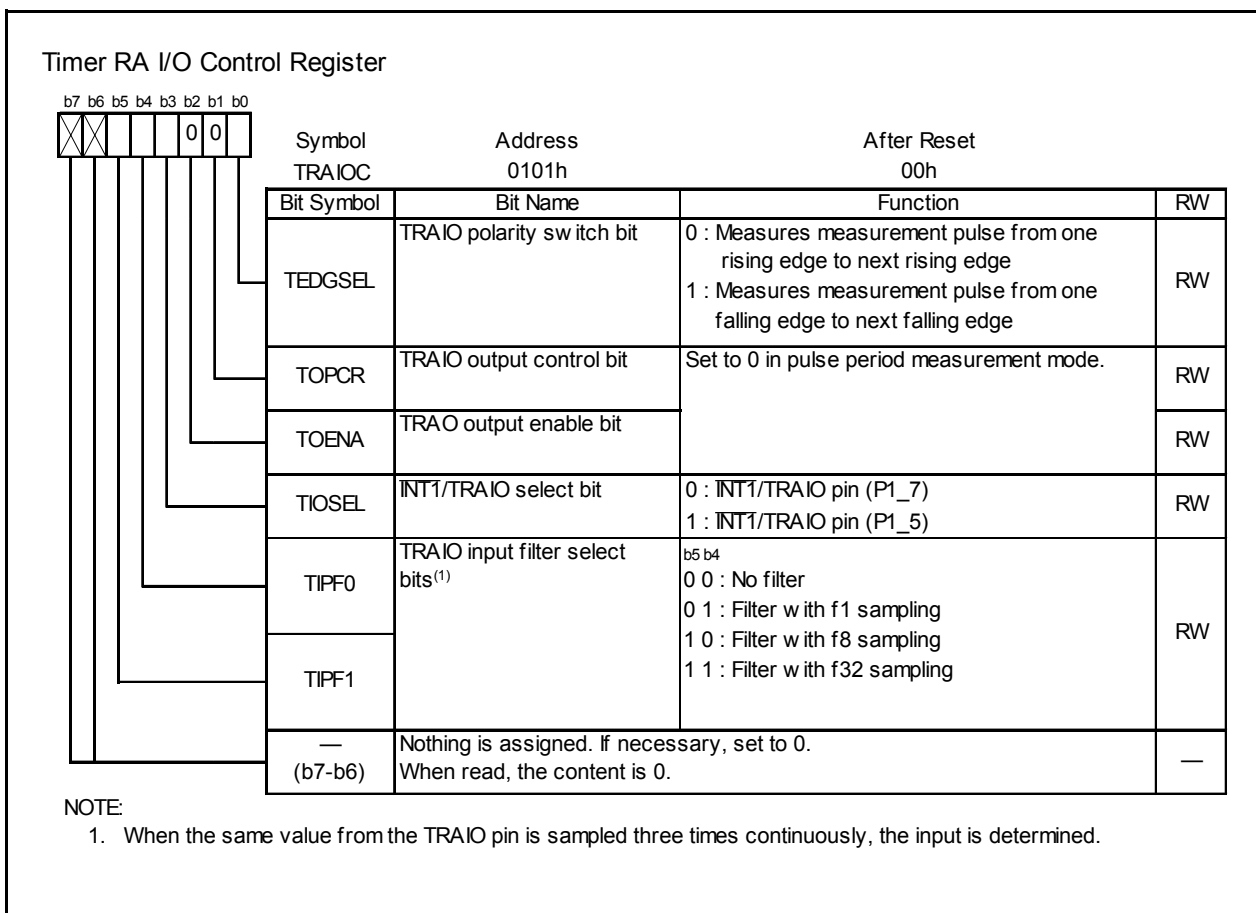 Timer RA I/O Control Register
b7 b6 b5 b4 b3 b2 b1 b0
0 0
Symbol Address After Reset
TRAIOC 0101h 00h
Bit Symbol Bit Name Function RW
TEDGSEL
TRAIO polarity switch bit
0 : Measures measurement pulse from one
rising edge to next rising edge
1 : Measures measurement pulse from one
falling edge to next falling edge
RW
TOPCR
TRAIO output control bit
Set to 0 in pulse period measurement mode.
RW
TOENA
TRAO output enable bit
RW
TIOSEL
INT1/TRAIO select bit
0 : INT1/TRAIO pin (P1_7)
1 : INT1/TRAIO pin (P1_5)
RW
TIPF0
TIPF1
TRAIO input filter select
bits(1)
b5 b4
0 0 : No filter
0 1 : Filter with f1 sampling
1 0 : Filter with f8 sampling
1 1 : Filter with f32 sampling
RW
—
(b7-b6)
Nothing is assigned. If necessary, set to 0.
When read, the content is 0.
—
NOTE:
1. When the same value from the TRAIO pin is sampled three times continuously, the input is determined.